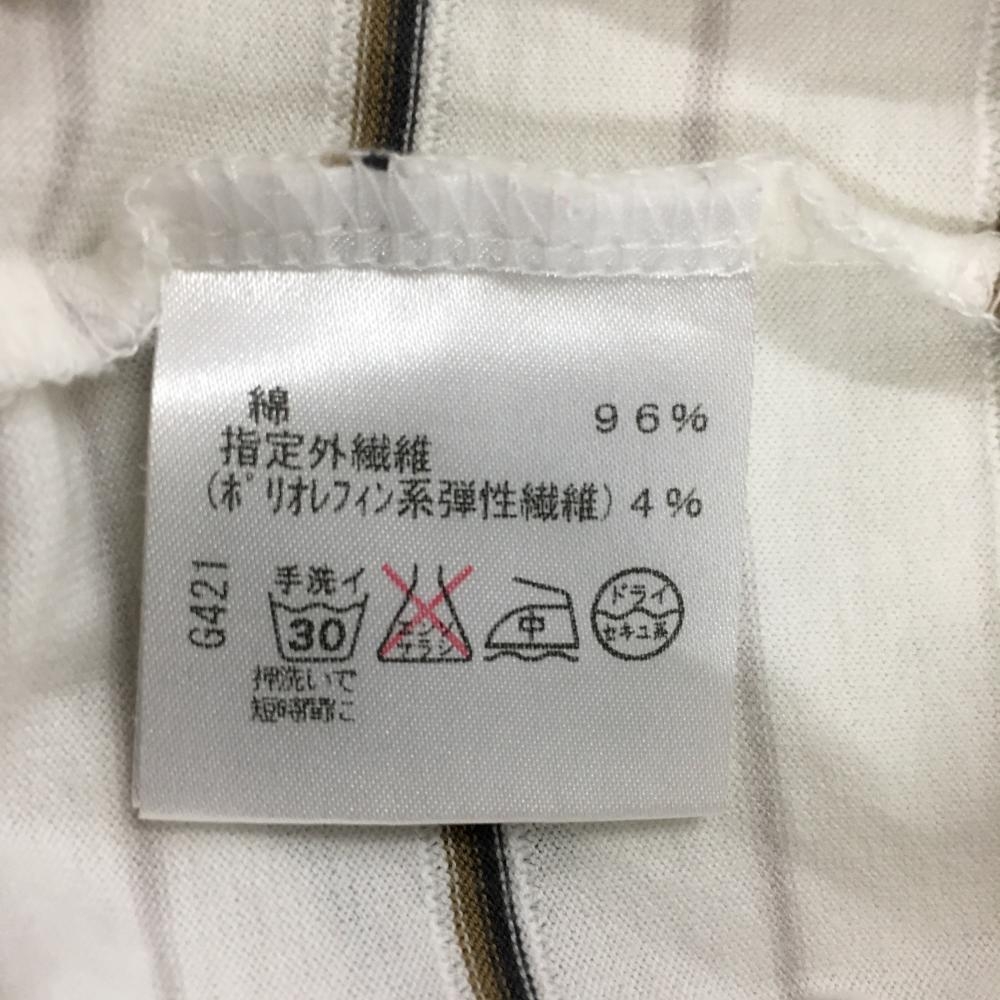 綿 96%
指定外繊維
(ポリオレフィン系弾性繊維) 4%
G421
手洗イ
30
エンソ
サラシ
中
ドライ
セキユ系
押洗いで
短時間に